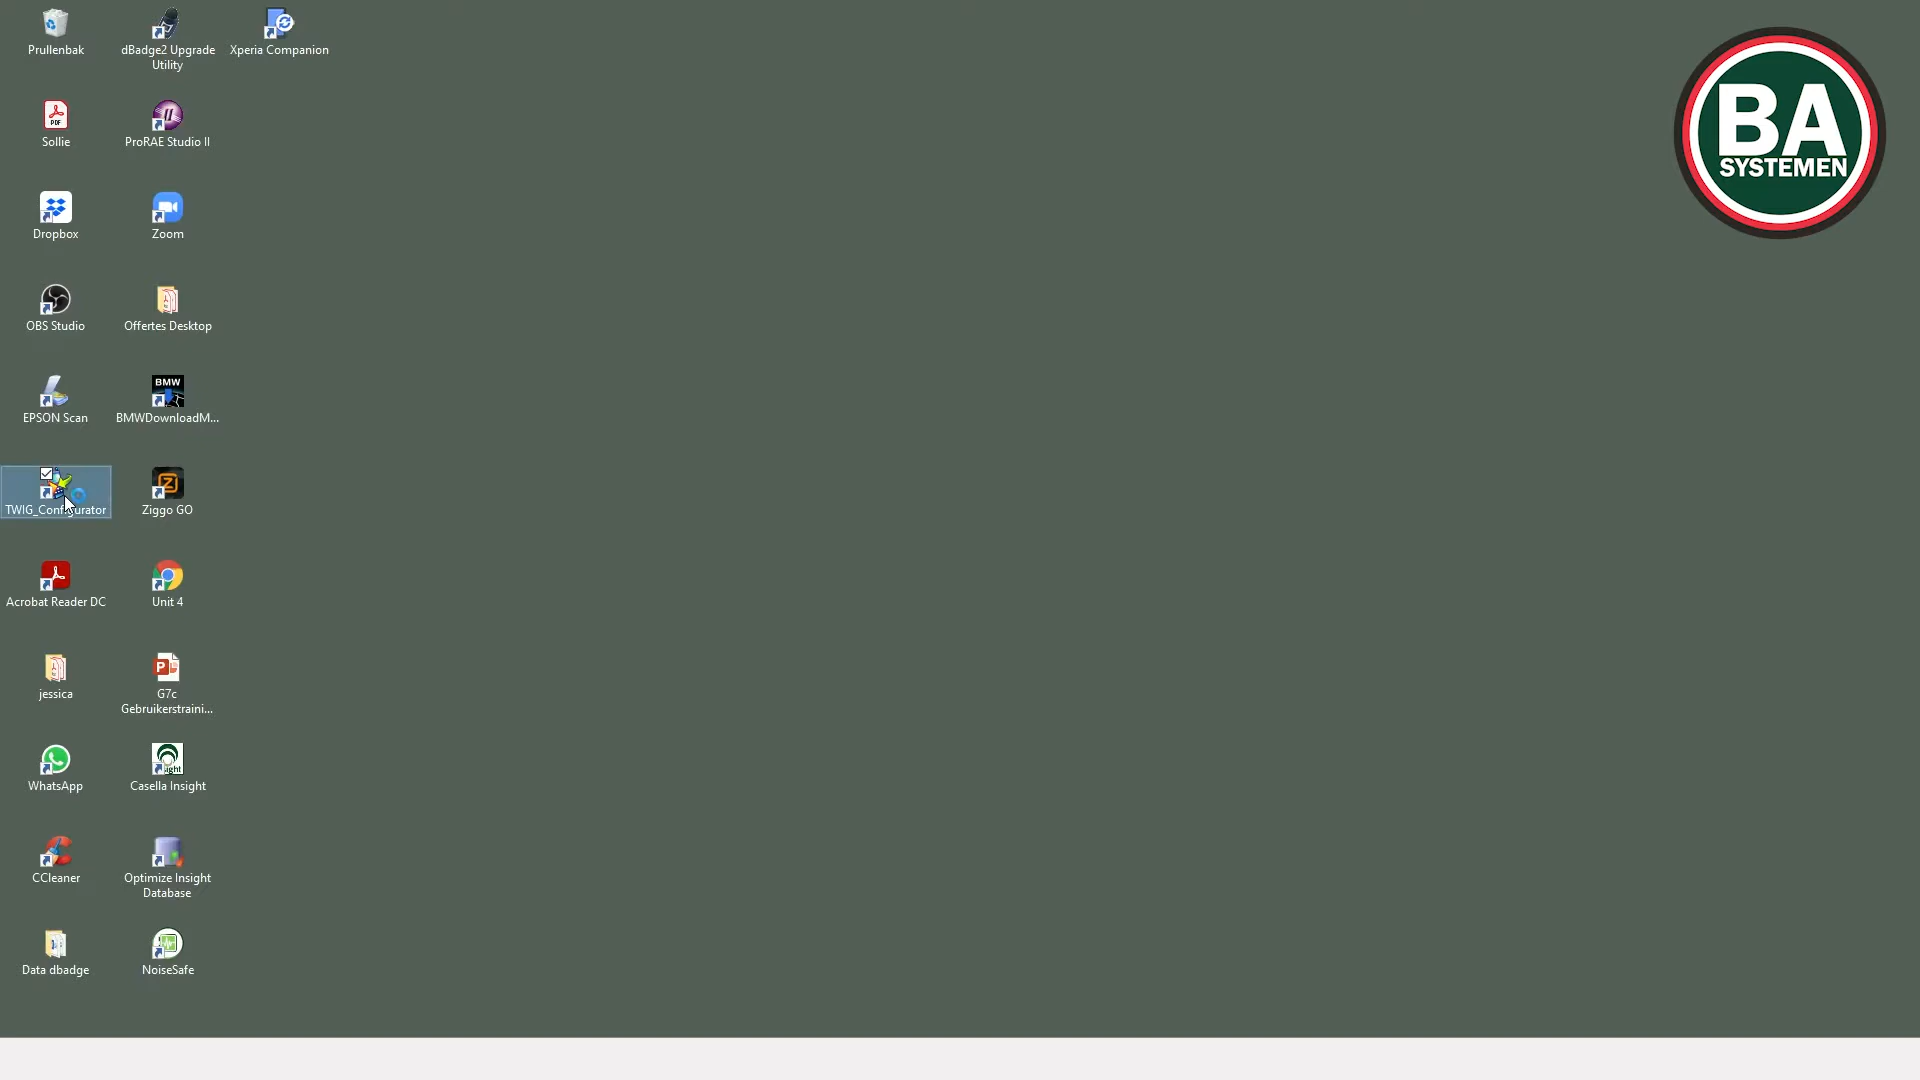 Prullenbak
dBadge2 Upgrade
Utility
Xperia Companion
BA
SYSTEMEN
PDF
Sollie
ProRAE Studio II
Dropbox
Zoom
OBS Studio
Offertes Desktop
BMW
EPSON Scan
BMWDownloadM...
TWIG_Configurator
Ziggo GO
Acrobat Reader DC
Unit 4
jessica
G7c
Gebruikerstraini...
WhatsApp
Casella Insight
CCleaner
Optimize Insight
Database
Data dbadge
NoiseSafe